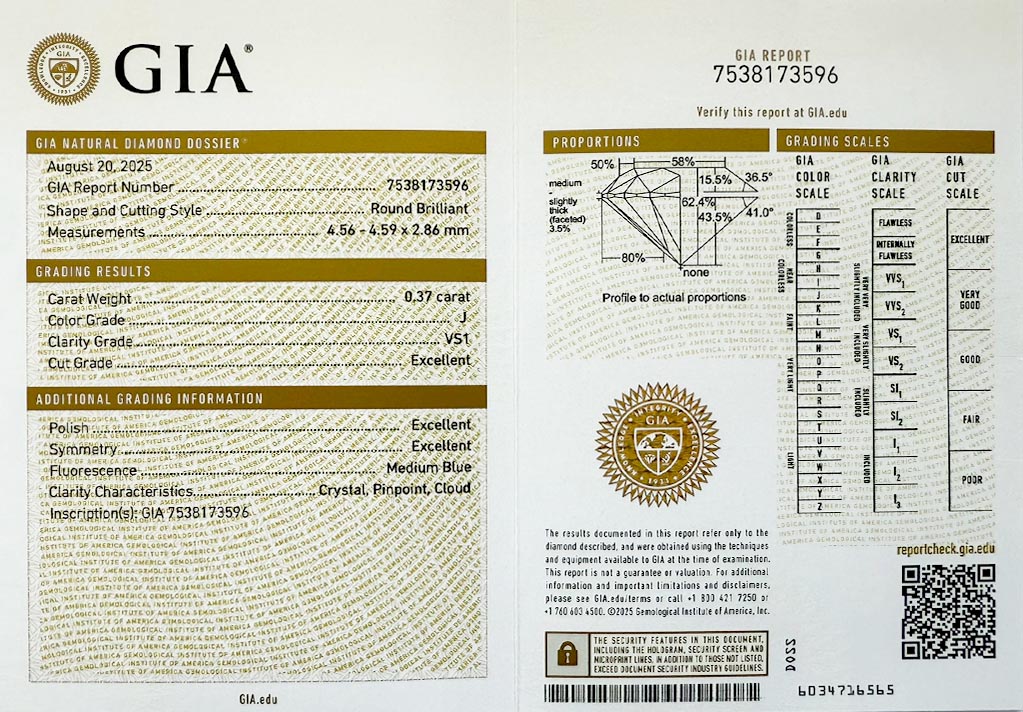 GIA®
GIA NATURAL DIAMOND DOSSIER®
August 20, 2025
GIA Report Number 7538173596
Shape and Cutting Style Round Brilliant
Measurements 4.56 - 4.59 x 2.86 mm
GRADING RESULTS
Carat Weight 0.37 carat
Color Grade J
Clarity Grade VS1
Cut Grade Excellent
ADDITIONAL GRADING INFORMATION
Polish Excellent
Symmetry Excellent
Fluorescence Medium Blue
Clarity Characteristics Crystal, Pinpoint, Cloud
Inscription(s): GIA 7538173596
GIA.edu
GIA REPORT
7538173596
Verify this report at GIA.edu
PROPORTIONS
50%
58%
15.5%
36.5°
medium
-
slightly
thick
(faceted)
3.5%
62.4%
43.5%
41.0°
80%
none
Profile to actual proportions
INTEGRITY
GIA
1931
The results documented in this report refer only to the
diamond described, and were obtained using the techniques
and equipment available to GIA at the time of examination.
This report is not a guarantee or valuation. For additional
information and important limitations and disclaimers,
please see GIA.edu/terms or call +1 800 421 7250 or
+1 760 603 4500. ©2025 Gemological Institute of America, Inc.
THE SECURITY FEATURES IN THIS DOCUMENT,
INCLUDING THE HOLOGRAM, SECURITY SCREEN AND
MICROPRINT LINES, IN ADDITION TO THOSE NOT LISTED,
EXCEED DOCUMENT SECURITY INDUSTRY GUIDELINES.
GRADING SCALES
GIA
COLOR
SCALE
COLORLESS
NEAR
COLORLESS
FAINT
VERY LIGHT
LIGHT
D
E
F
G
H
I
J
K
L
M
N
O
P
Q
R
S
T
U
V
W
X
Y
Z
GIA
CLARITY
SCALE
FLAWLESS
INTERNALLY
FLAWLESS
VERY VERY
SLIGHTLY INCLUDED
VVS1
VVS2
VERY SLIGHTLY
INCLUDED
VS1
VS2
SLIGHTLY
INCLUDED
SI1
SI2
INCLUDED
I1
I2
I3
GIA
CUT
SCALE
EXCELLENT
VERY
GOOD
GOOD
FAIR
POOR
reportcheck.gia.edu
DOS2
6034716565